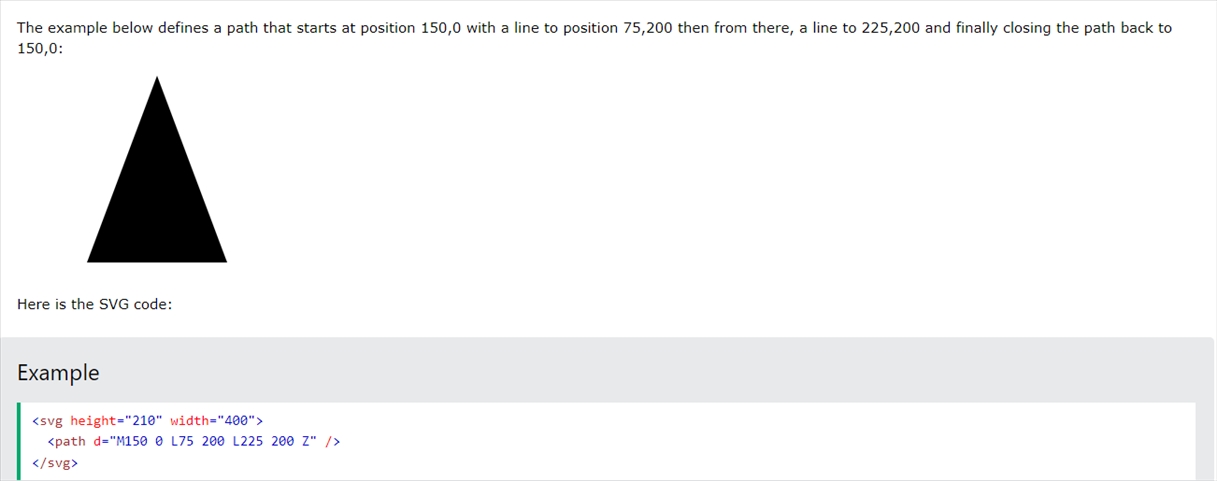 The example below defines a path that starts at position 150,0 with a line to position 75,200 then from there, a line to 225,200 and finally closing the path back to
150,0:
Here is the SVG code:
Example
<svg height="210" width="400">
  <path d="M150 0 L75 200 L225 200 Z" />
</svg>